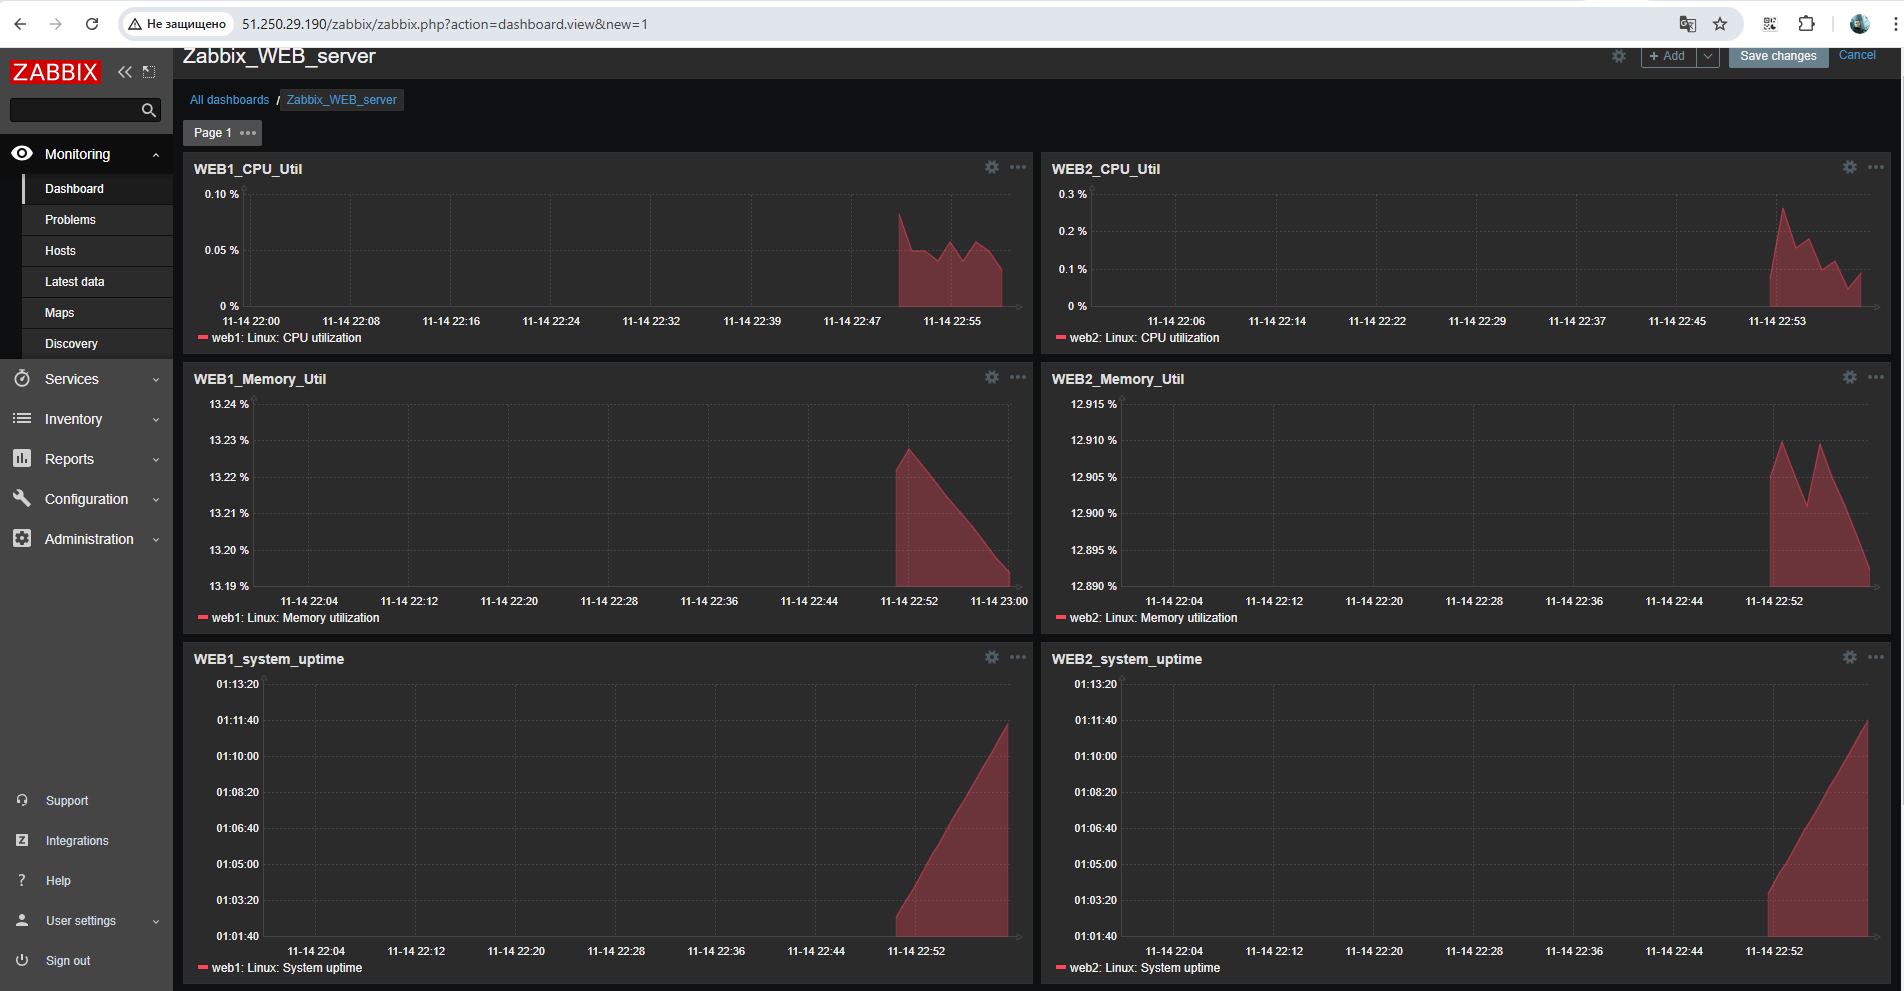 Не защищено 51.250.29.190/zabbix/zabbix.php?action=dashboard.view&new=1
ZABBIX
Monitoring
Dashboard
Problems
Hosts
Latest data
Maps
Discovery
Services
Inventory
Reports
Configuration
Administration
Support
Integrations
Help
User settings
Sign out
Zabbix_WEB_server
+ Add
Save changes
Cancel
All dashboards / Zabbix_WEB_server
Page 1
WEB1_CPU_Util
0.10 %
0.05 %
0 %
11-14 22:00 11-14 22:08 11-14 22:16 11-14 22:24 11-14 22:32 11-14 22:39 11-14 22:47 11-14 22:55
web1: Linux: CPU utilization
WEB2_CPU_Util
0.3 %
0.2 %
0.1 %
0 %
11-14 22:06 11-14 22:14 11-14 22:22 11-14 22:29 11-14 22:37 11-14 22:45 11-14 22:53
web2: Linux: CPU utilization
WEB1_Memory_Util
13.24 %
13.23 %
13.22 %
13.21 %
13.20 %
13.19 %
11-14 22:04 11-14 22:12 11-14 22:20 11-14 22:28 11-14 22:36 11-14 22:44 11-14 22:52 11-14 23:00
web1: Linux: Memory utilization
WEB2_Memory_Util
12.915 %
12.910 %
12.905 %
12.900 %
12.895 %
12.890 %
11-14 22:04 11-14 22:12 11-14 22:20 11-14 22:28 11-14 22:36 11-14 22:44 11-14 22:52
web2: Linux: Memory utilization
WEB1_system_uptime
01:13:20
01:11:40
01:10:00
01:08:20
01:06:40
01:05:00
01:03:20
01:01:40
11-14 22:04 11-14 22:12 11-14 22:20 11-14 22:28 11-14 22:36 11-14 22:44 11-14 22:52
web1: Linux: System uptime
WEB2_system_uptime
01:13:20
01:11:40
01:10:00
01:08:20
01:06:40
01:05:00
01:03:20
01:01:40
11-14 22:04 11-14 22:12 11-14 22:20 11-14 22:28 11-14 22:36 11-14 22:44 11-14 22:52
web2: Linux: System uptime